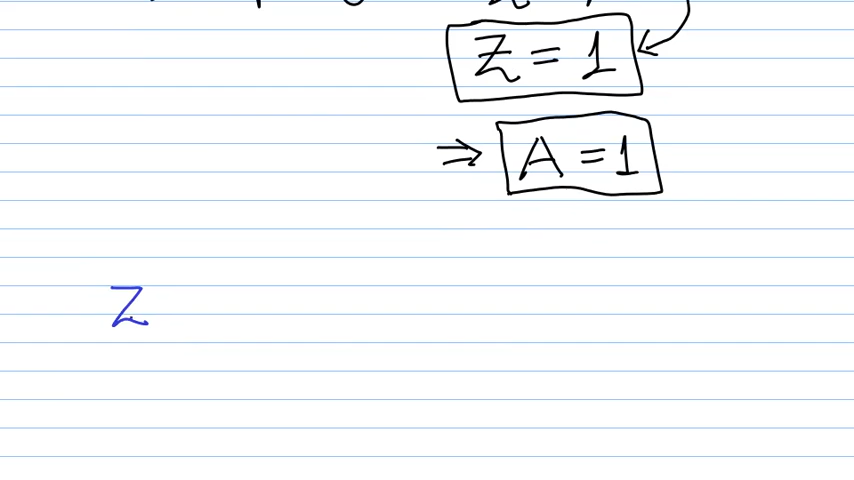 Z = 1
⇒ A = 1
Z